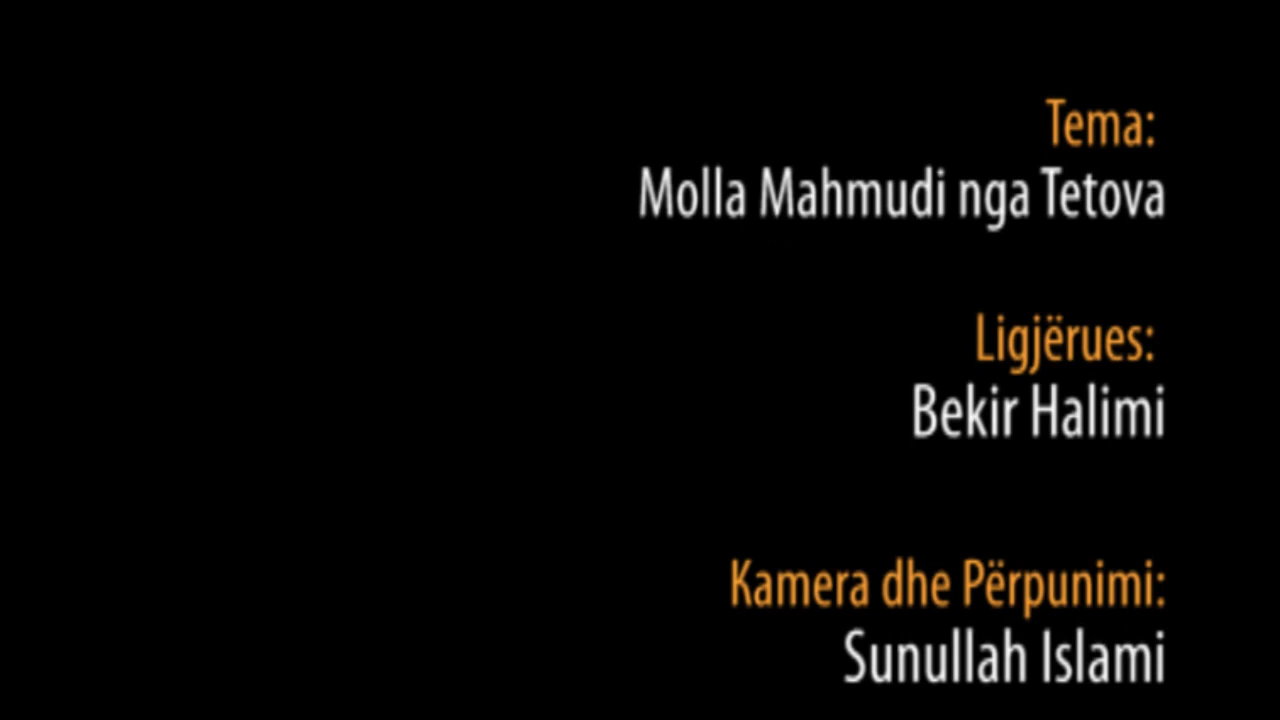 Tema:
Molla Mahmudi nga Tetova
Ligjërues:
Bekir Halimi
Kamera dhe Përpunimi:
Sunullah Islami